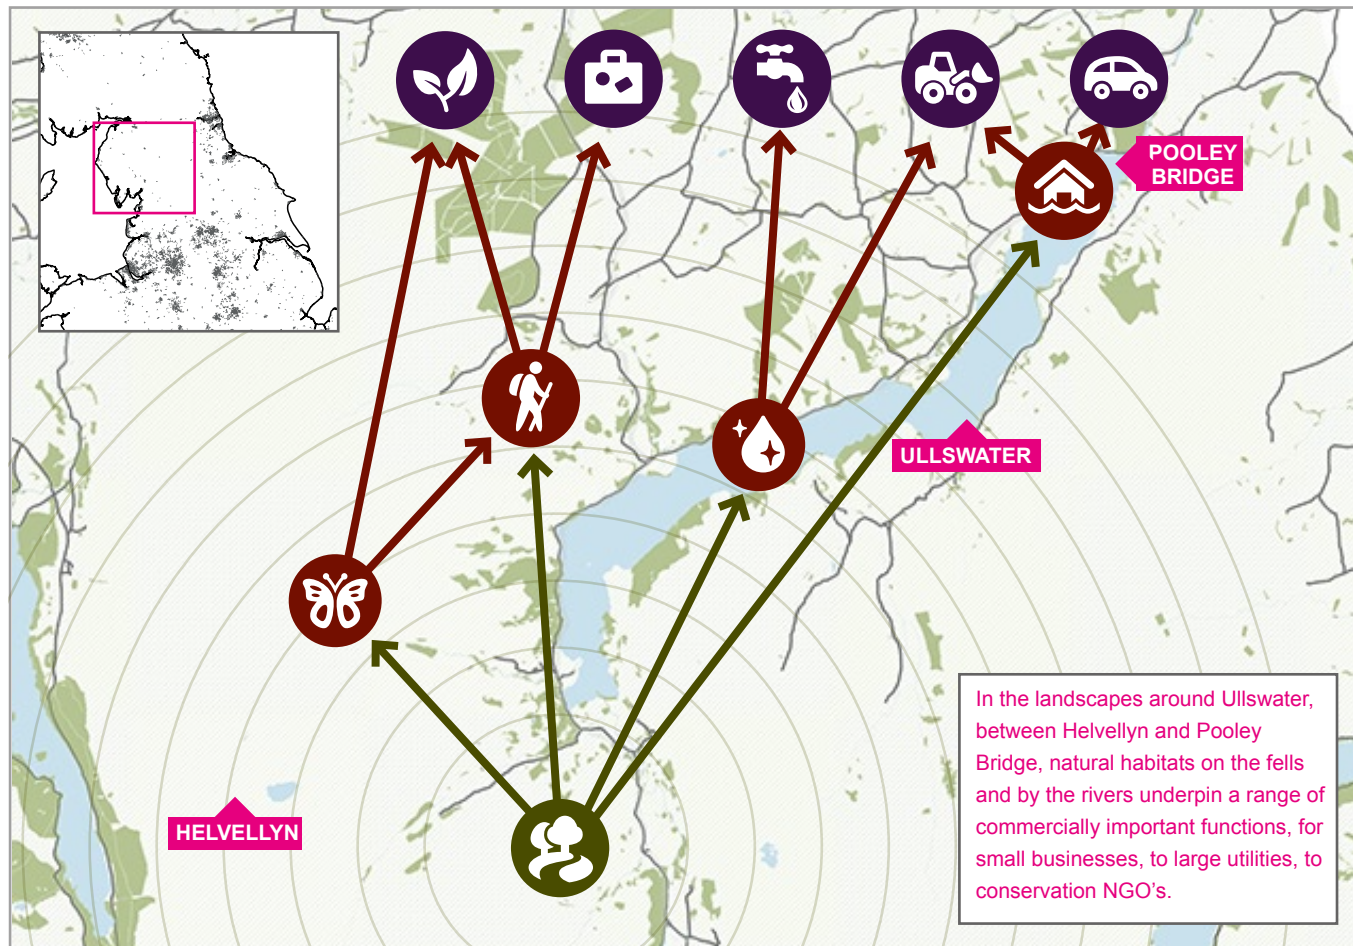 POOLEY
BRIDGE
ULLSWATER
HELVELLYN
In the landscapes around Ullswater,
between Helvellyn and Pooley
Bridge, natural habitats on the fells
and by the rivers underpin a range of
commercially important functions, for
small businesses, to large utilities, to
conservation NGO's.